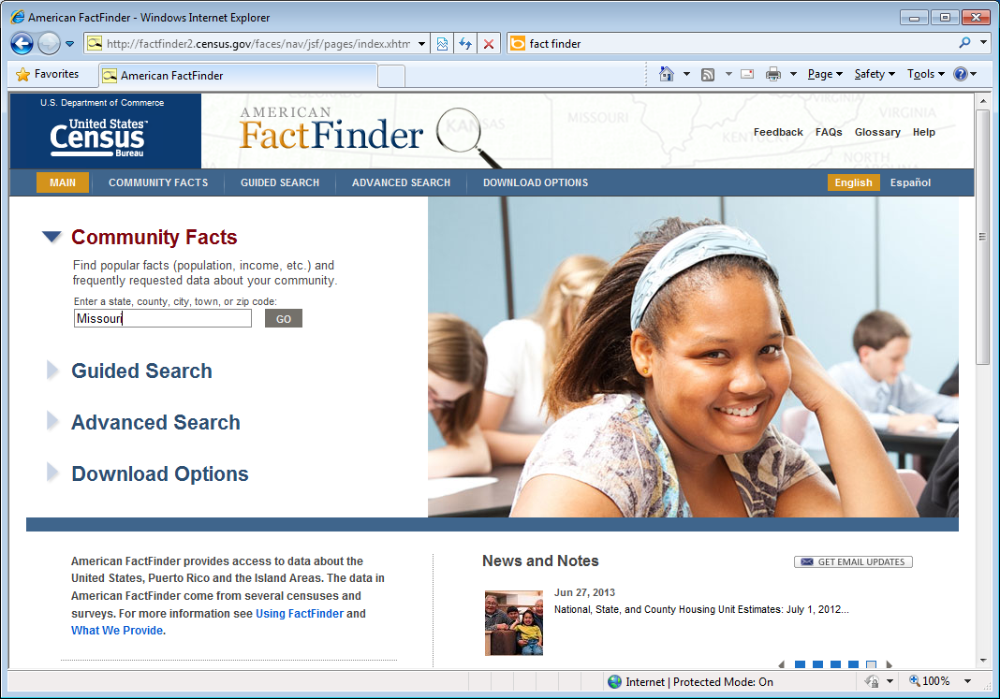 American FactFinder - Windows Internet Explorer
http://factfinder2.census.gov/faces/nav/jsf/pages/index.xhtm
fact finder
Favorites
American FactFinder
Page
Safety
Tools
U.S. Department of Commerce
United States™
Census
Bureau
AMERICAN
FactFinder
COLORADO
KANSAS
MISSOURI
KENT
VIRGINIA
VIRGINIA
NORTH
CAROLINA
Feedback FAQs Glossary Help
MAIN COMMUNITY FACTS GUIDED SEARCH ADVANCED SEARCH DOWNLOAD OPTIONS English Español
Community Facts
Find popular facts (population, income, etc.) and
frequently requested data about your community.
Enter a state, county, city, town, or zip code:
Missouri
GO
Guided Search
Advanced Search
Download Options
American FactFinder provides access to data about the
United States, Puerto Rico and the Island Areas. The data in
American FactFinder come from several censuses and
surveys. For more information see Using FactFinder and
What We Provide.
News and Notes
GET EMAIL UPDATES
Jun 27, 2013
National, State, and County Housing Unit Estimates: July 1, 2012...
Internet | Protected Mode: On
100%